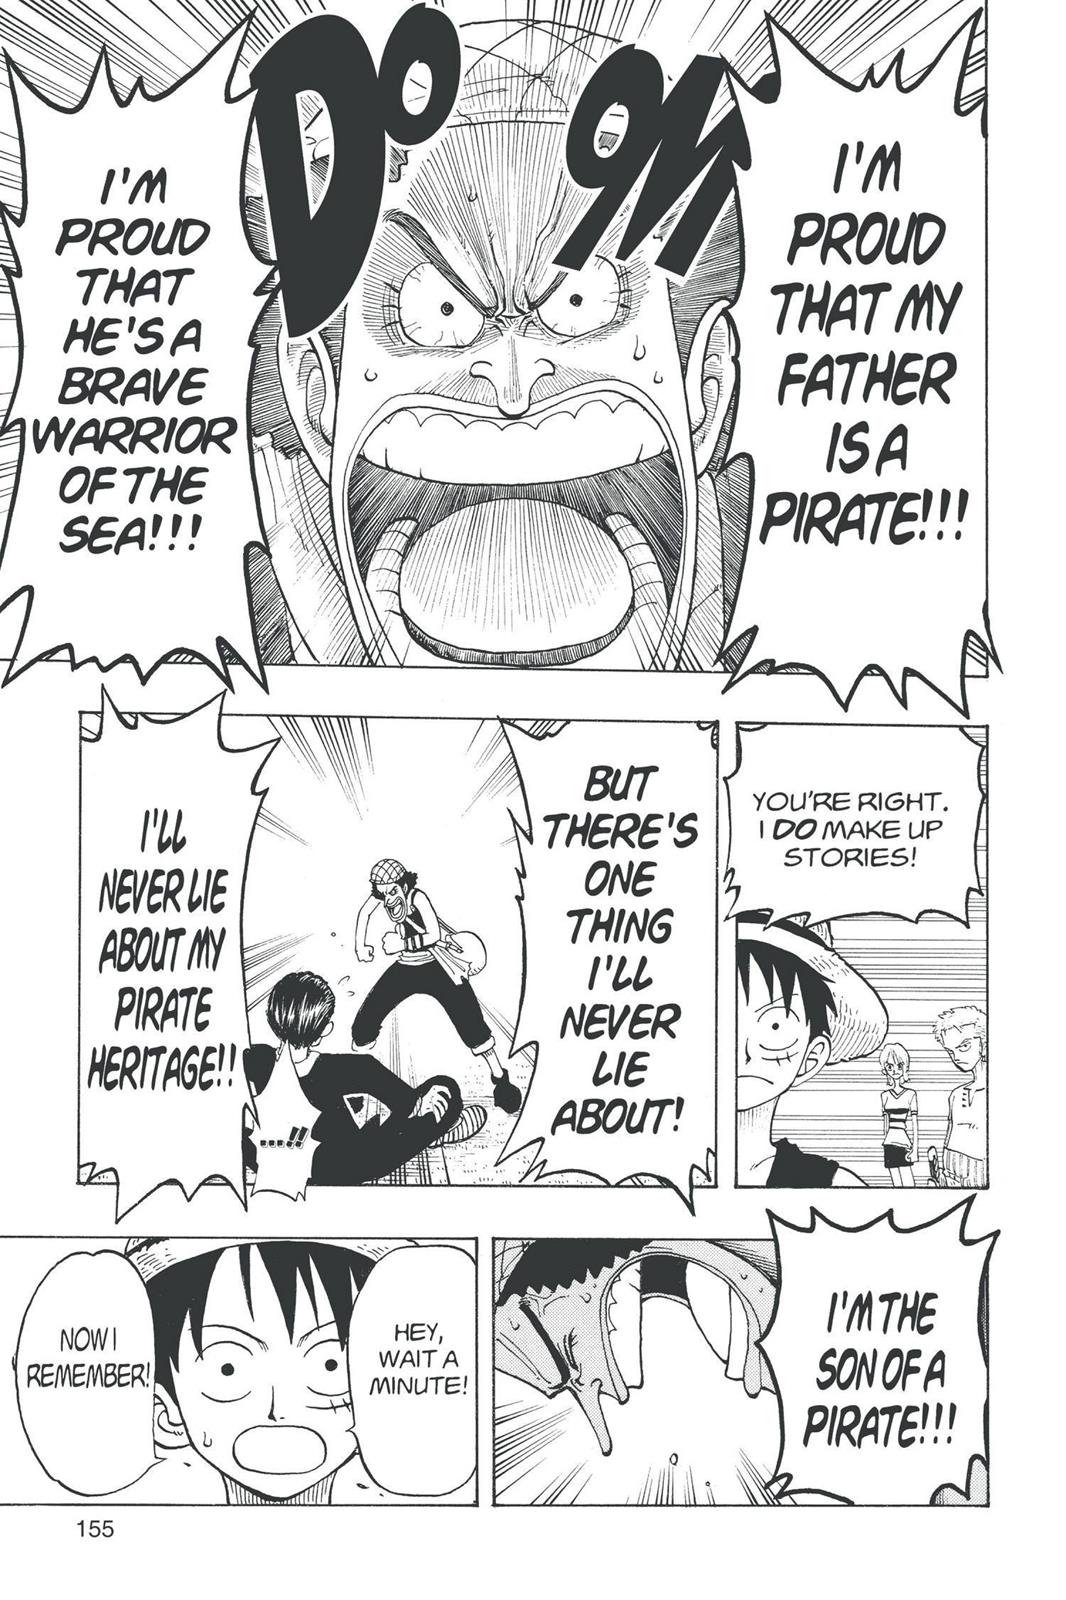 I'M
PROUD
THAT MY
FATHER
IS A
PIRATE!!!
DOOM
I'M
PROUD
THAT
HE'S A
BRAVE
WARRIOR
OF THE
SEA!!!
YOU'RE RIGHT.
I DO MAKE UP
STORIES!
BUT
THERE'S
ONE
THING
I'LL
NEVER
LIE
ABOUT!
I'LL
NEVER LIE
ABOUT MY
PIRATE
HERITAGE!!
....!!
I'M THE
SON OF A
PIRATE!!!
HEY,
WAIT A
MINUTE!
NOW I
REMEMBER!
155